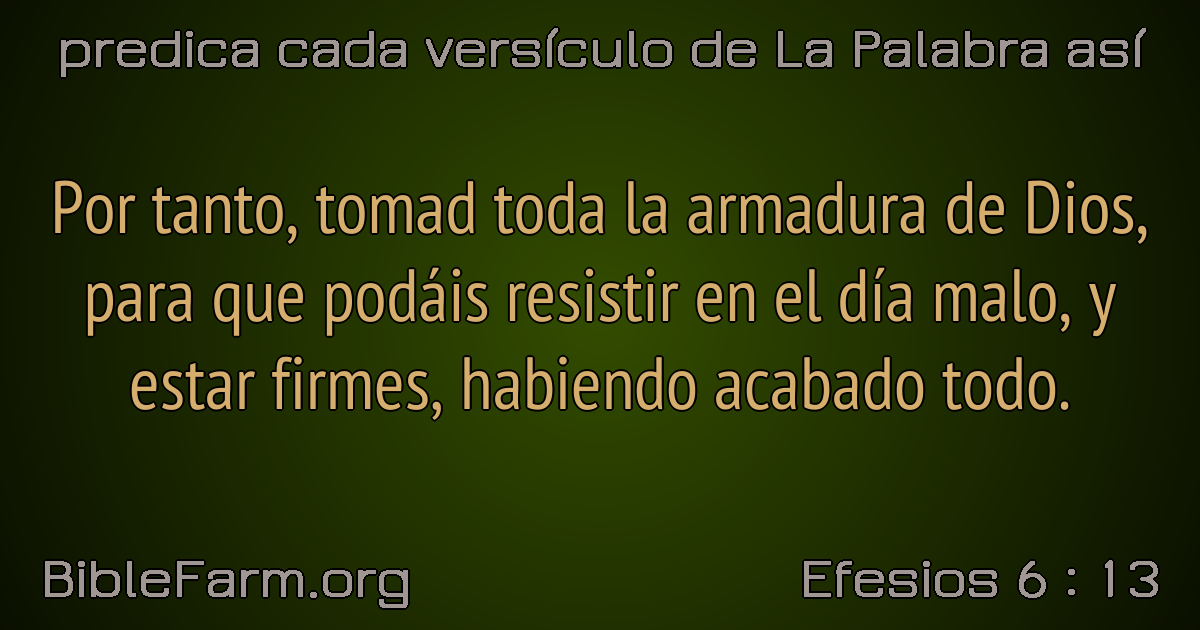 predica cada versículo de La Palabra así
Por tanto, tomad toda la armadura de Dios,
para que podáis resistir en el día malo, y
estar firmes, habiendo acabado todo.
BibleFarm.org
Efesios 6 : 13